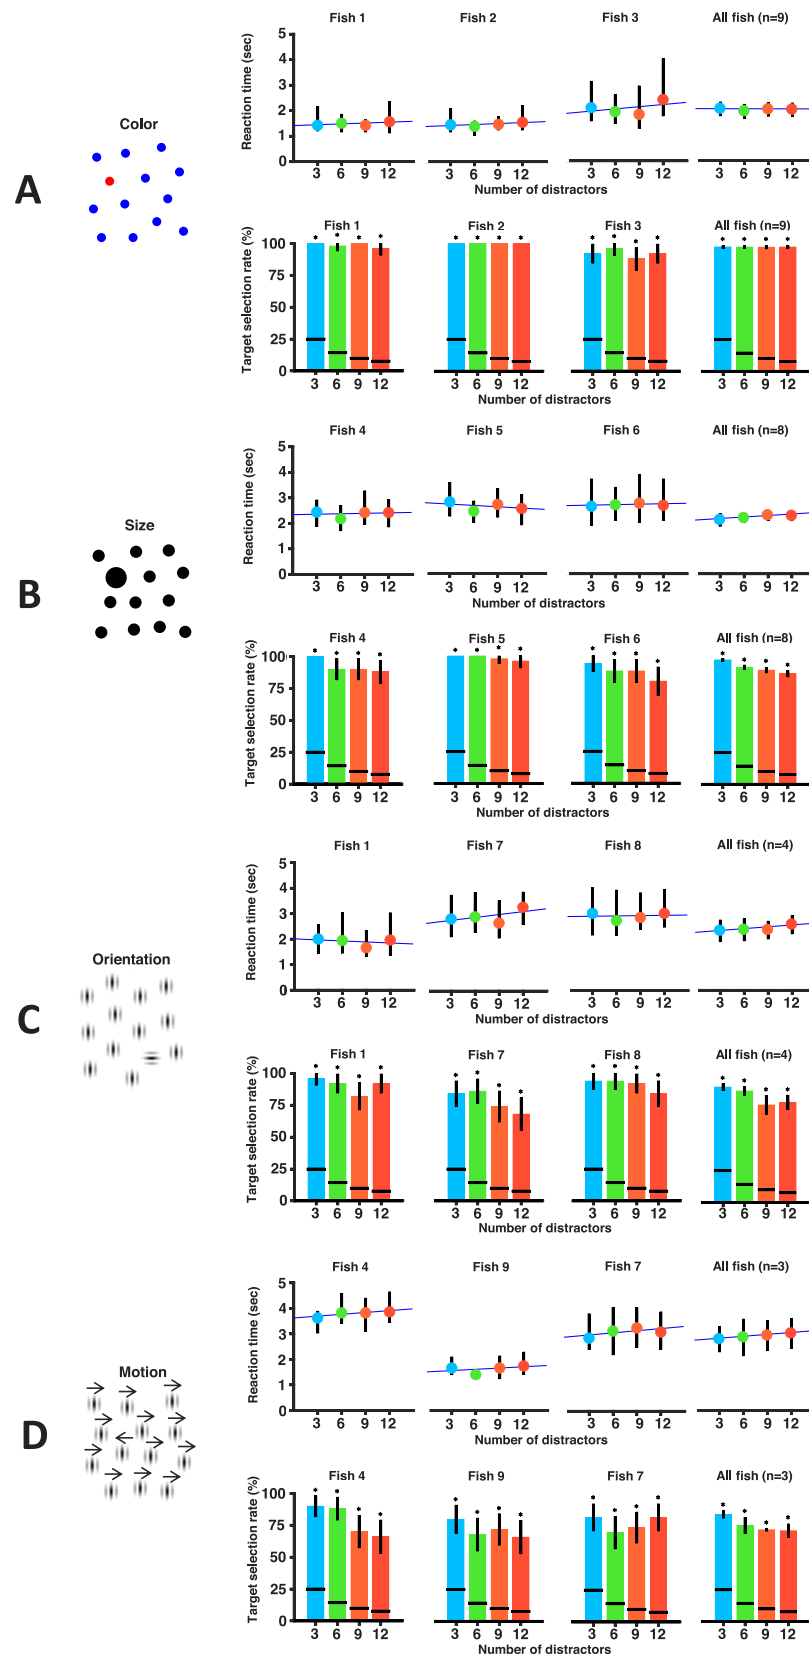 Fish 1 Fish 2 Fish 3 All fish (n=9)
Reaction time (sec)
5
4
3
2
1
0
3 6 9 12 3 6 9 12 3 6 9 12 3 6 9 12
Number of distractors
Color
A
Fish 1 Fish 2 Fish 3 All fish (n=9)
* * * * * * * * * * * * * * * *
Target selection rate (%)
100
75
25
0
3 6 9 12 3 6 9 12 3 6 9 12 3 6 9 12
Number of distractors
Fish 4 Fish 5 Fish 6 All fish (n=8)
Reaction time (sec)
5
4
3
2
1
0
3 6 9 12 3 6 9 12 3 6 9 12 3 6 9 12
Number of distractors
Size
B
Fish 4 Fish 5 Fish 6 All fish (n=8)
* * * * * * * * * * * * * * * *
Target selection rate (%)
100
75
50
25
0
3 6 9 12 3 6 9 12 3 6 9 12 3 6 9 12
Number of distractors
Fish 1 Fish 7 Fish 8 All fish (n=4)
Reaction time (sec)
5
4
3
2
1
0
3 6 9 12 3 6 9 12 3 6 9 12 3 6 9 12
Number of distractors
Orientation
C
Fish 1 Fish 7 Fish 8 All fish (n=4)
* * * * * * * * * * * * * * * *
Target selection rate (%)
100
75
50
25
0
3 6 9 12 3 6 9 12 3 6 9 12 3 6 9 12
Number of distractors
Fish 4 Fish 9 Fish 7 All fish (n=3)
Reaction time (sec)
5
4
3
2
1
0
3 6 9 12 3 6 9 12 3 6 9 12 3 6 9 12
Number of distractors
Motion
D
Fish 4 Fish 9 Fish 7 All fish (n=3)
* * * * * * * * * * * * * * * *
Target selection rate (%)
100
75
50
25
0
3 6 9 12 3 6 9 12 3 6 9 12 3 6 9 12
Number of distractors